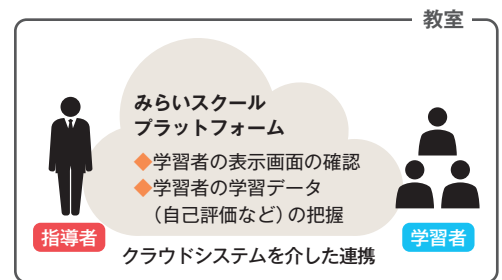 教室
みらいスクール
プラットフォーム
◆学習者の表示画面の確認
◆学習者の学習データ
（自己評価など）の把握
指導者
学習者
クラウドシステムを介した連携